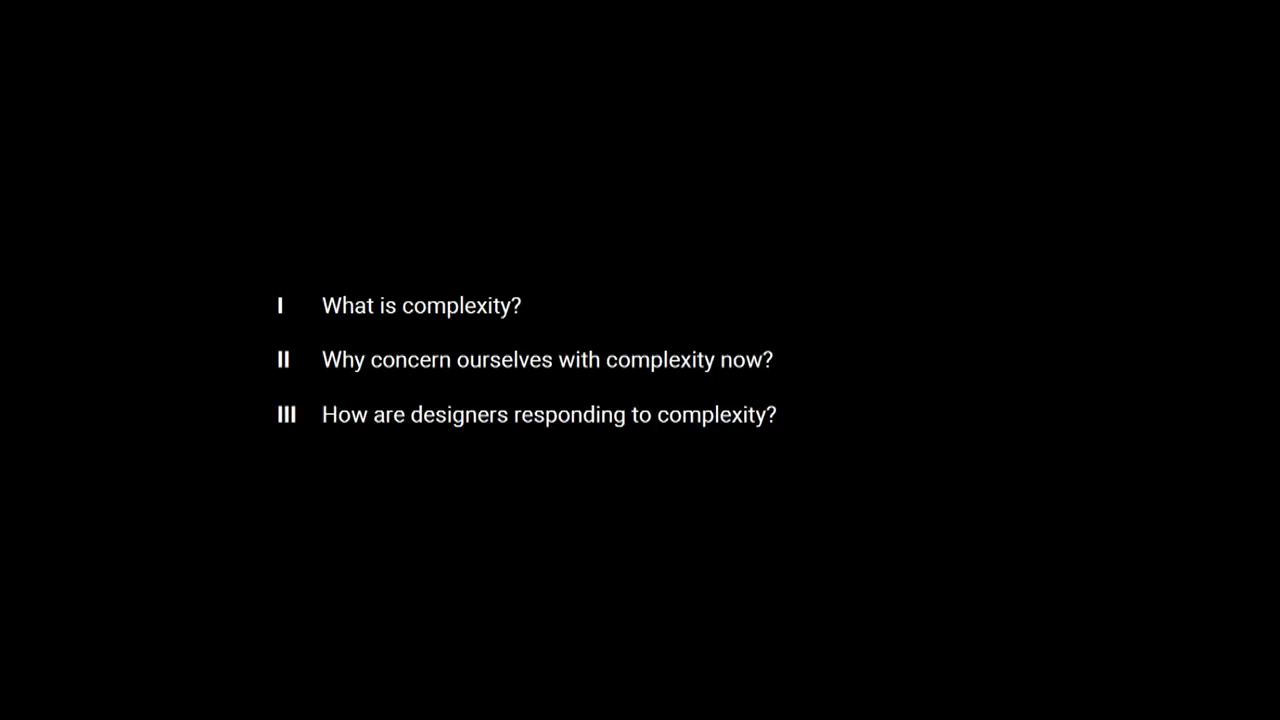 I What is complexity?
II Why concern ourselves with complexity now?
III How are designers responding to complexity?